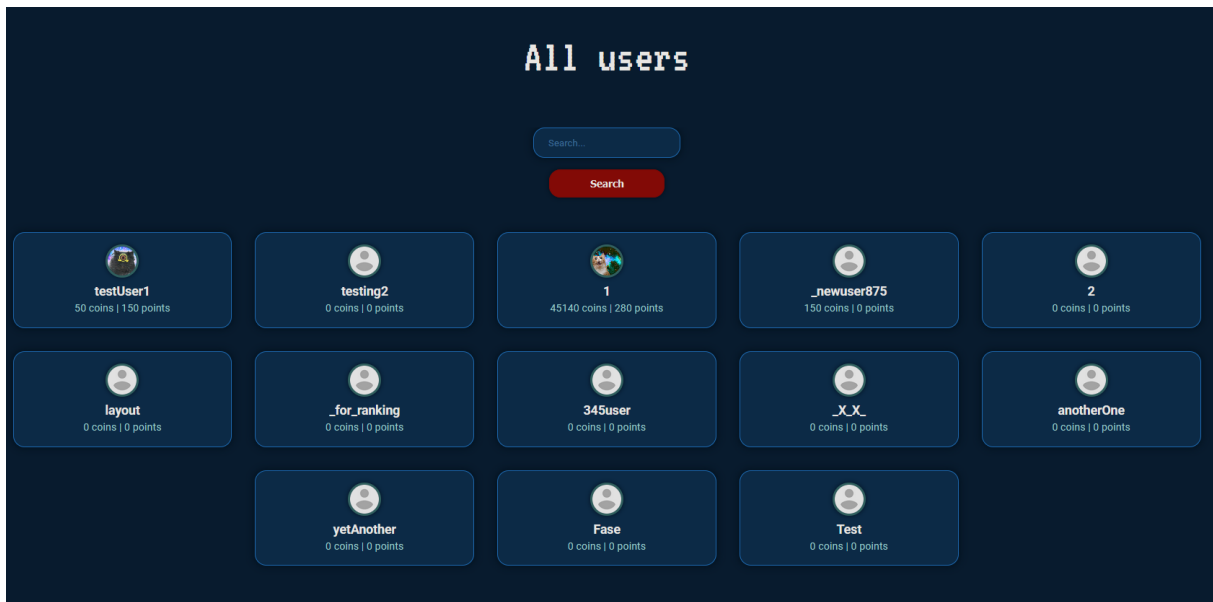 All users
Search...
Search
testUser1
50 coins | 150 points
testing2
0 coins | 0 points
1
45140 coins | 280 points
_newuser875
150 coins | 0 points
2
0 coins | 0 points
layout
0 coins | 0 points
_for_ranking
0 coins | 0 points
345user
0 coins | 0 points
_X_X_
0 coins | 0 points
anotherOne
0 coins | 0 points
yetAnother
0 coins | 0 points
Fase
0 coins | 0 points
Test
0 coins | 0 points